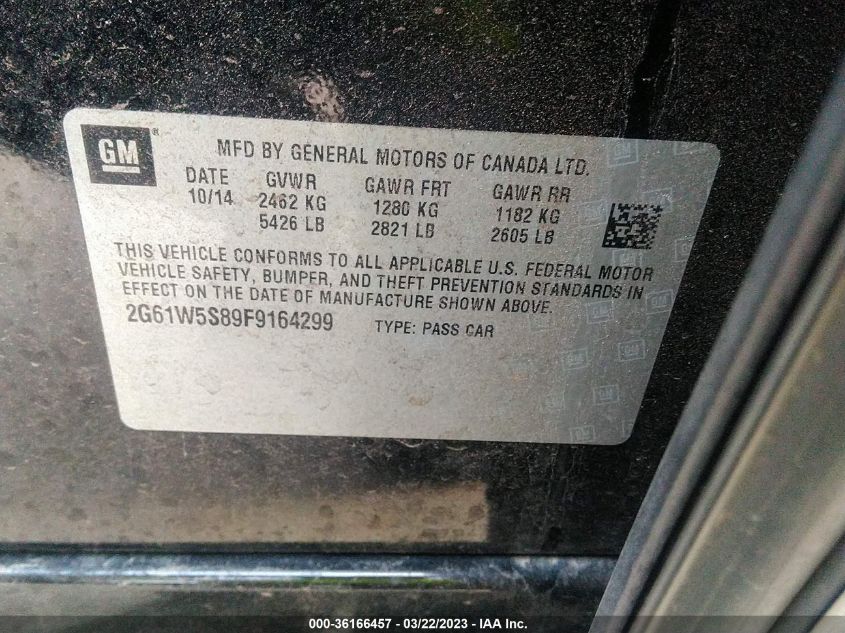 GM ®
MFD BY GENERAL MOTORS OF CANADA LTD.
DATE GVWR GAWR FRT GAWR RR
10/14 2462 KG 1280 KG 1182 KG
5426 LB 2821 LB 2605 LB
THIS VEHICLE CONFORMS TO ALL APPLICABLE U.S. FEDERAL MOTOR
VEHICLE SAFETY, BUMPER, AND THEFT PREVENTION STANDARDS IN
EFFECT ON THE DATE OF MANUFACTURE SHOWN ABOVE.
2G61W5S89F9164299 TYPE: PASS CAR
000-36166457 - 03/22/2023 - IAA Inc.